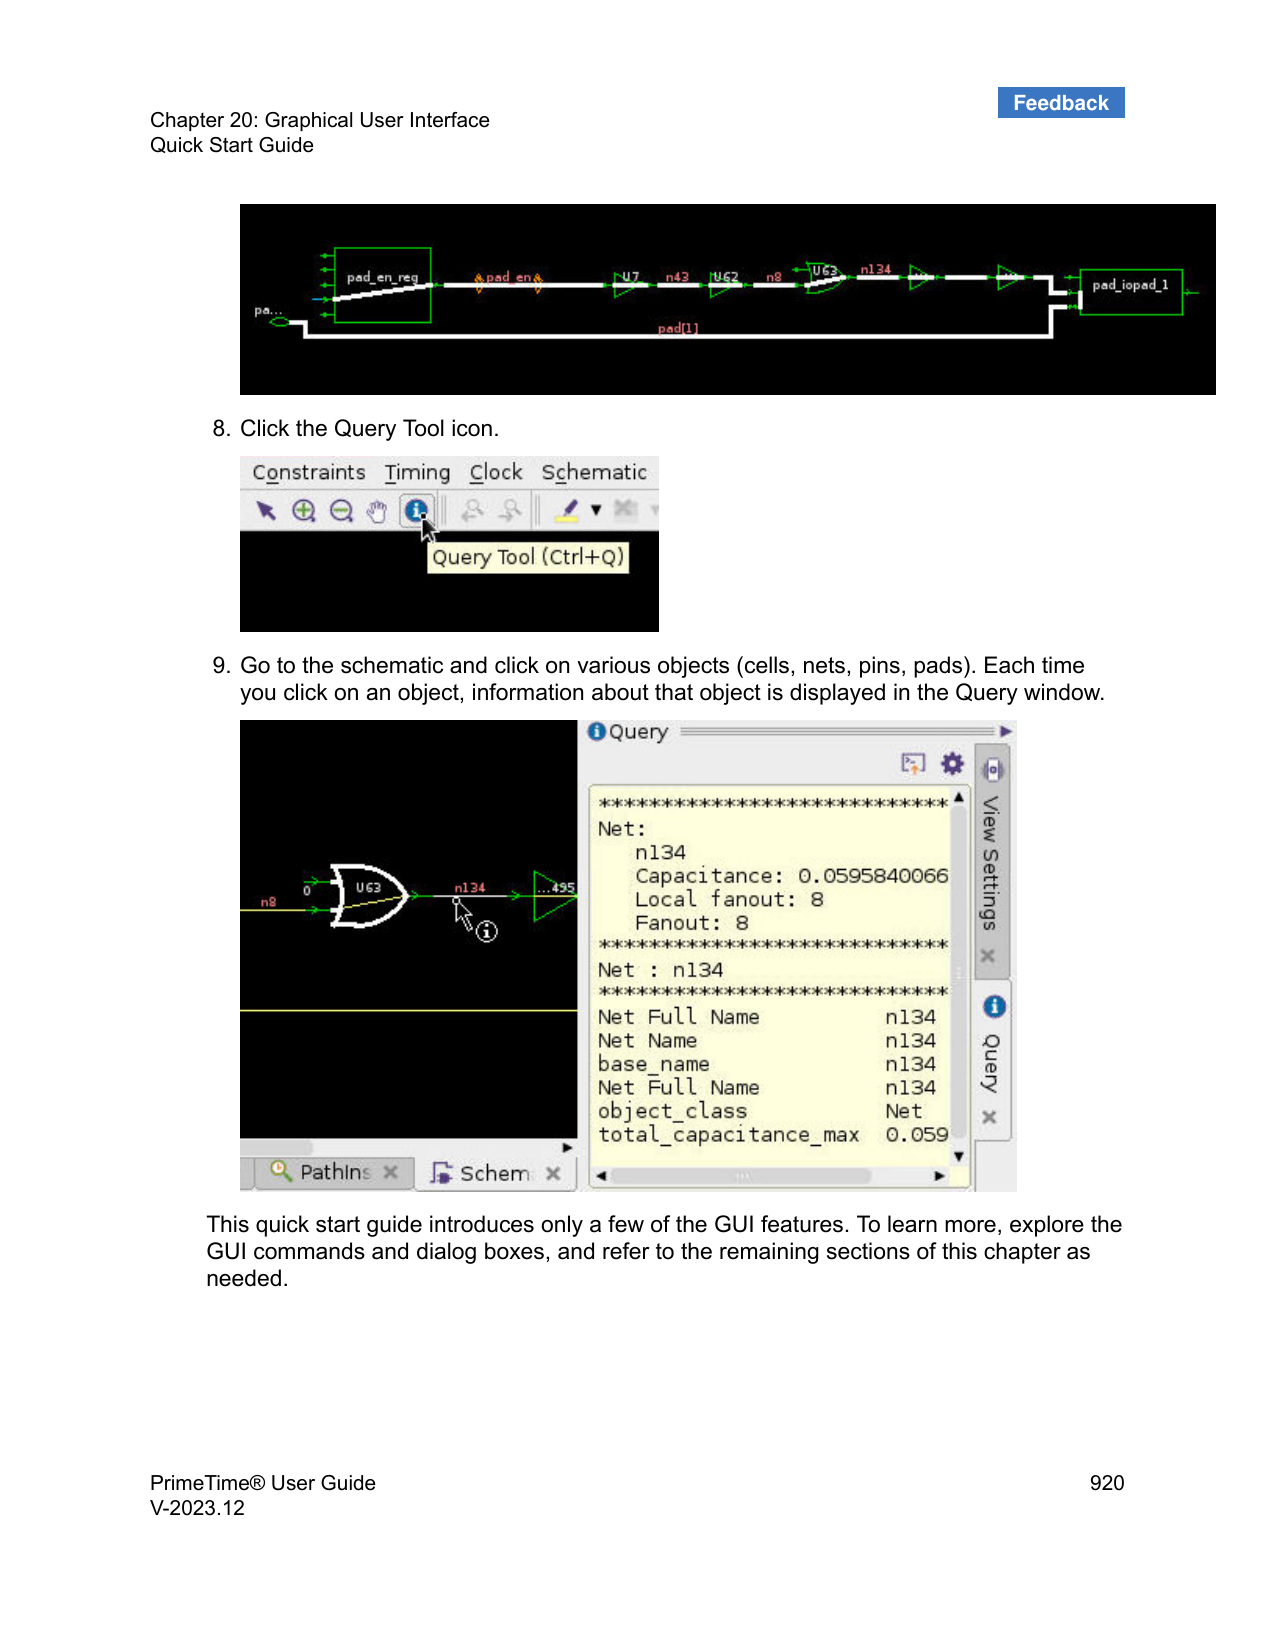 Feedback
Chapter 20: Graphical User Interface
Quick Start Guide
pad_en_reg
pad_en
U7
n43
U62
n8
U63
n134
pad_iopad_1
pa...
pad[1]
8. Click the Query Tool icon.
Constraints Timing Clock Schematic
Query Tool (Ctrl+Q)
9. Go to the schematic and click on various objects (cells, nets, pins, pads). Each time
you click on an object, information about that object is displayed in the Query window.
0
U63
n134
...495
n8
PathIns
Schem
Query
****************************
Net:
n134
Capacitance: 0.0595840066
Local fanout: 8
Fanout: 8
****************************
Net : n134
****************************
Net Full Name n134
Net Name n134
base_name n134
Net Full Name n134
object_class Net
total_capacitance_max 0.059
View Settings
Query
This quick start guide introduces only a few of the GUI features. To learn more, explore the
GUI commands and dialog boxes, and refer to the remaining sections of this chapter as
needed.
PrimeTime® User Guide 920
V-2023.12